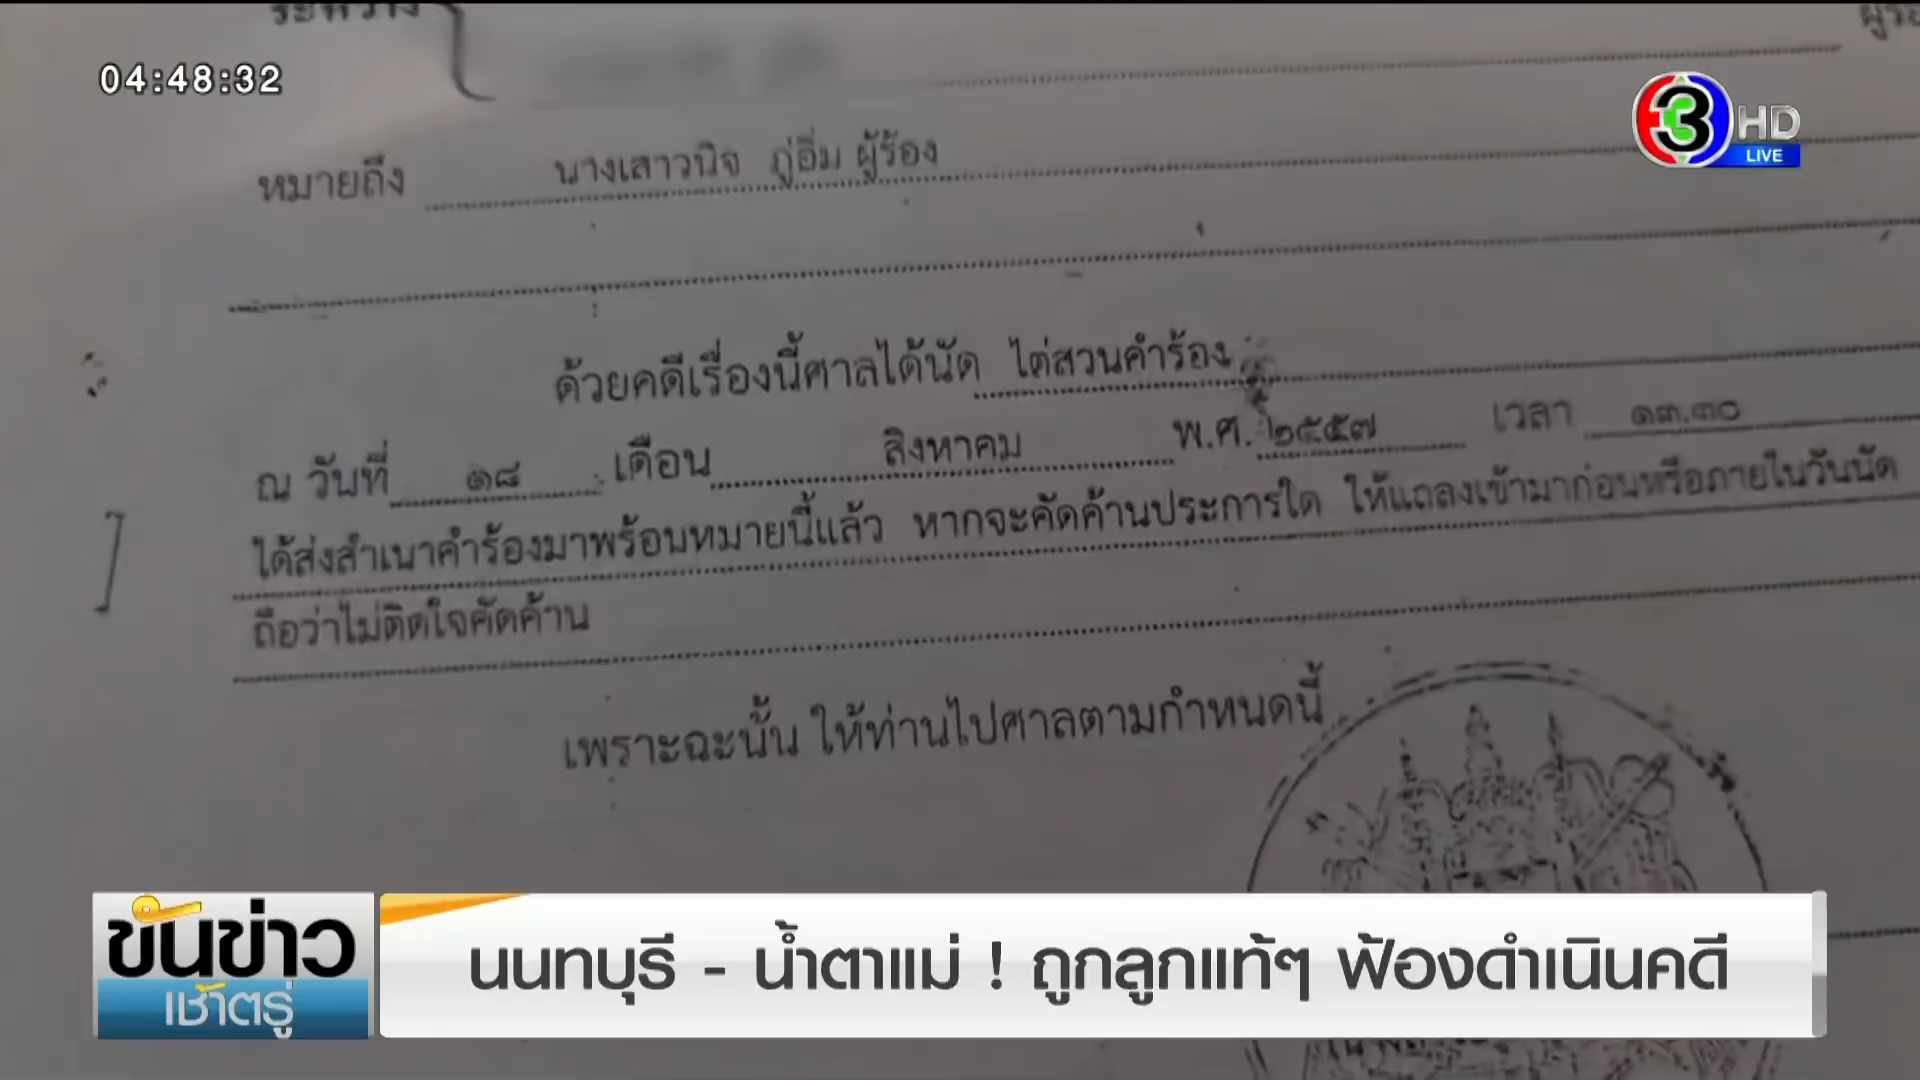 ระหว่าง
04:48:32
3 HD
LIVE
หมายถึง นางเสาวนิจ ภู่อิ่ม ผู้ร้อง
ด้วยคดีเรื่องนี้ศาลได้นัด ไต่สวนคำร้อง
ณ วันที่ ๑๘ เดือน สิงหาคม พ.ศ. ๒๕๕๗ เวลา ๑๓.๓๐
ได้ส่งสำเนาคำร้องมาพร้อมหมายนี้แล้ว หากจะคัดค้านประการใด ให้แถลงเข้ามาก่อนหรือภายในวันนัด
ถือว่าไม่ติดใจคัดค้าน
เพราะฉะนั้น ให้ท่านไปศาลตามกำหนดนี้
ขันข่าว
เช้าตรู่
นนทบุรี - น้ำตาแม่ ! ถูกลูกแท้ๆ ฟ้องดำเนินคดี